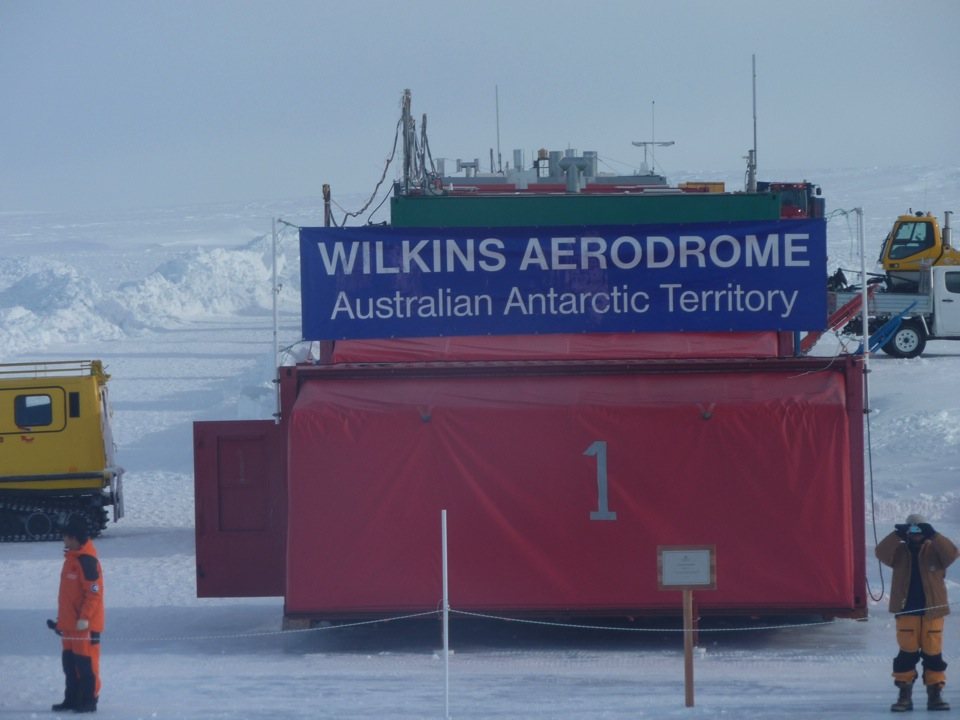 WILKINS AERODROME
Australian Antarctic Territory
1